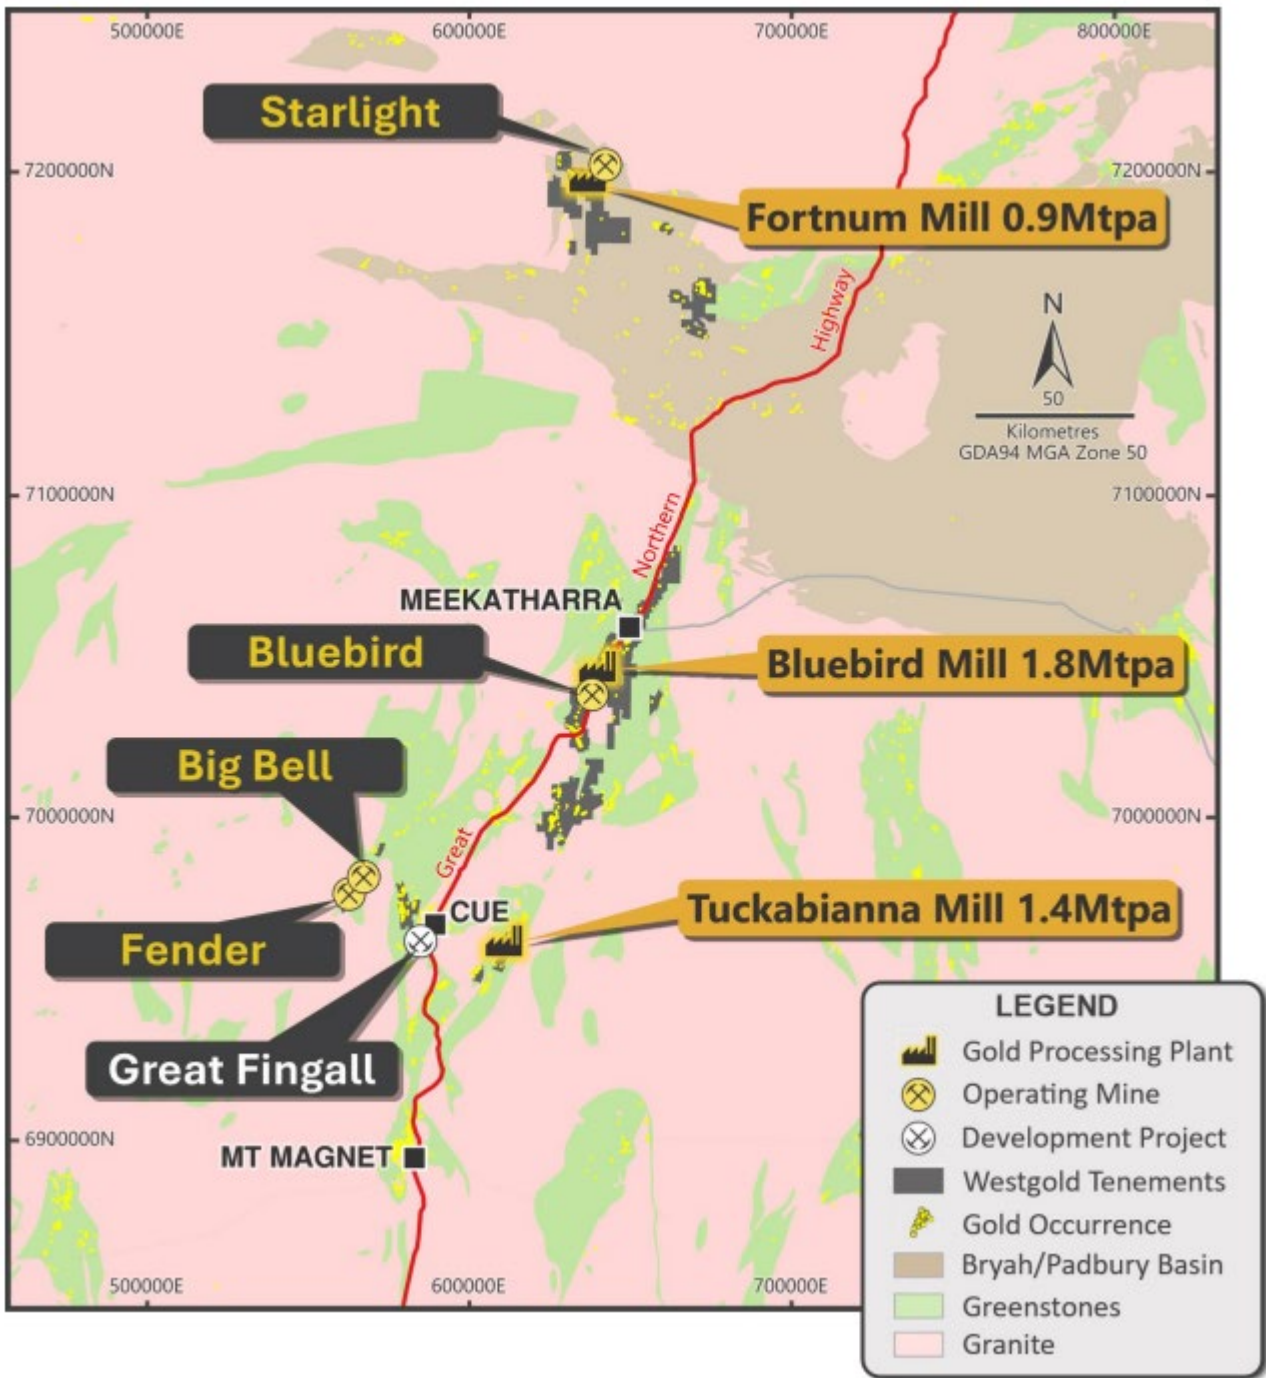 500000E
600000E
700000E
800000E
Starlight
7200000N
7200000N
Fortnum Mill 0.9Mtpa
Highway
N
50
Kilometres
GDA94 MGA Zone 50
7100000N
7100000N
Northern
MEEKATHARRA
Bluebird
Bluebird Mill 1.8Mtpa
Big Bell
7000000N
7000000N
Great
CUE
Tuckabianna Mill 1.4Mtpa
Fender
Great Fingall
6900000N
MT MAGNET
500000E
600000E
700000E
LEGEND
Gold Processing Plant
Operating Mine
Development Project
Westgold Tenements
Gold Occurrence
Bryah/Padbury Basin
Greenstones
Granite